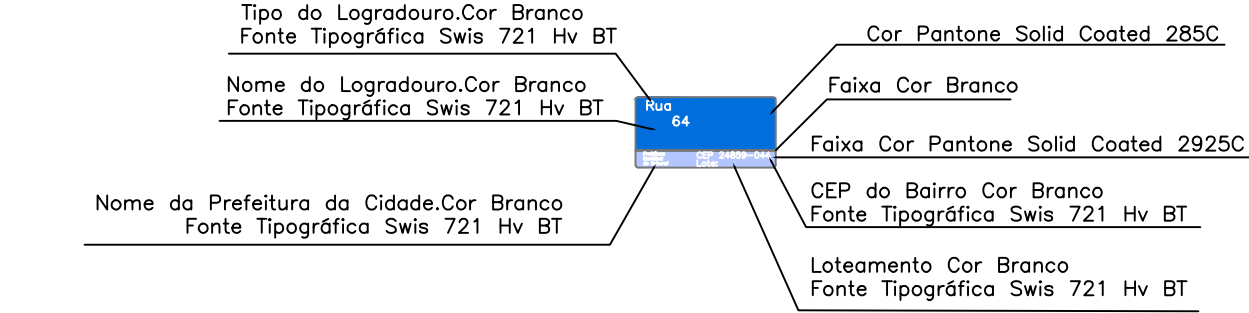 Tipo do Logradouro.Cor Branco
Fonte Tipográfica Swis 721 Hv BT
Nome do Logradouro.Cor Branco
Fonte Tipográfica Swis 721 Hv BT
Nome da Prefeitura da Cidade.Cor Branco
Fonte Tipográfica Swis 721 Hv BT
Rua
64
CEP 24859-044
Lote:
Cor Pantone Solid Coated 285C
Faixa Cor Branco
Faixa Cor Pantone Solid Coated 2925C
CEP do Bairro Cor Branco
Fonte Tipográfica Swis 721 Hv BT
Loteamento Cor Branco
Fonte Tipográfica Swis 721 Hv BT